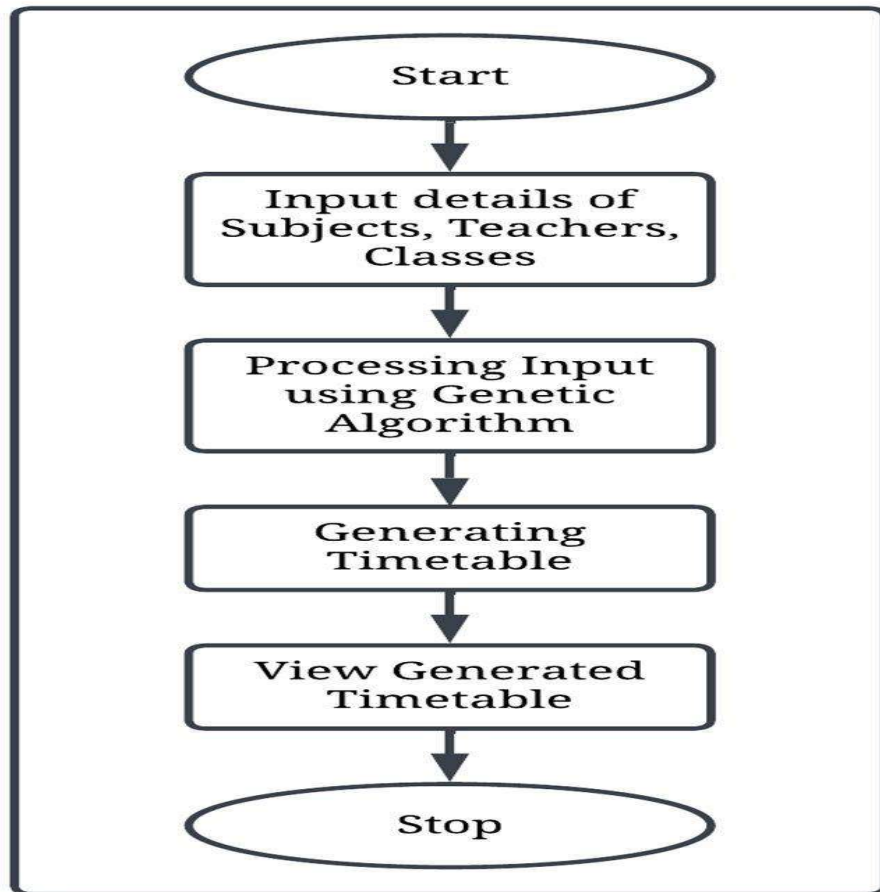 Start
Input details of
Subjects, Teachers,
Classes
Processing Input
using Genetic
Algorithm
Generating
Timetable
View Generated
Timetable
Stop